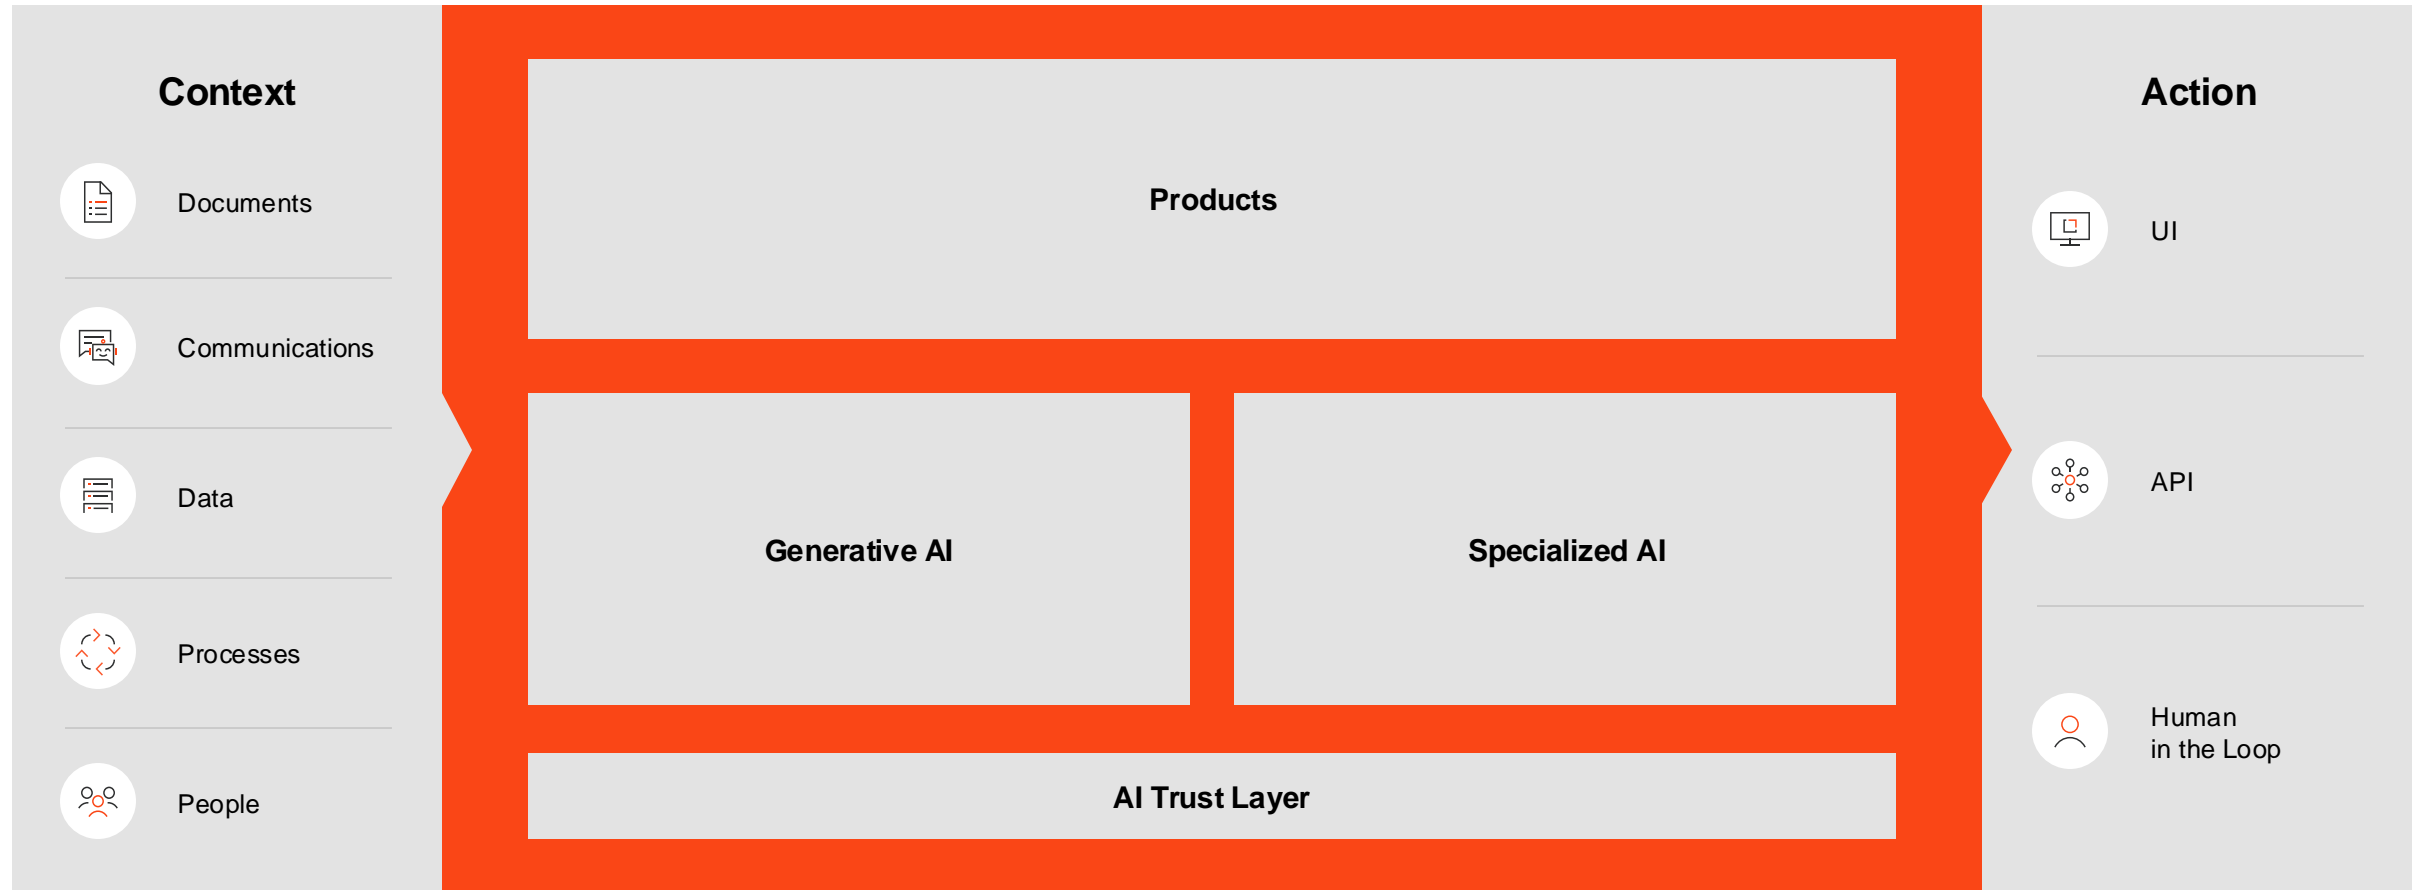 Context
Documents
Communications
Data
Processes
People
Products
Generative AI
Specialized AI
AI Trust Layer
Action
UI
API
Human
in the Loop